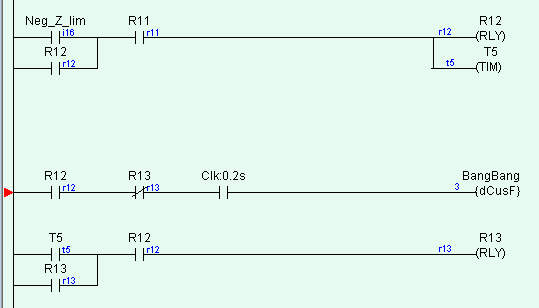 Neg_Z_lim R11 R12
i16 r11 r12 (RLY)
R12 T5
r12 t5 (TIM)
R12 R13 Clk:0.2s BangBang
r12 r13 3 {dCusF}
T5 R12 R13
t5 r12 r13 (RLY)
R13
r13